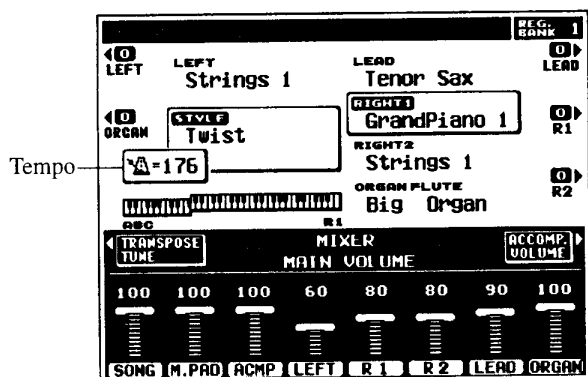 REG. BANK 1
0 LEFT
LEFT
Strings 1
LEAD
Tenor Sax
0 LEAD
0 ORGAN
STYLE
Twist
RIGHT1
GrandPiano 1
0 R1
Tempo
=176
RIGHT2
Strings 1
0 R2
ORGAN FLUTE
Big Organ
ABC
R1
TRANSPOSE TUNE
MIXER
ACCOMP. VOLUME
MAIN VOLUME
100 100 100 60 80 80 90 100
SONG M.PAD ACMP LEFT R 1 R 2 LEAD ORGAN